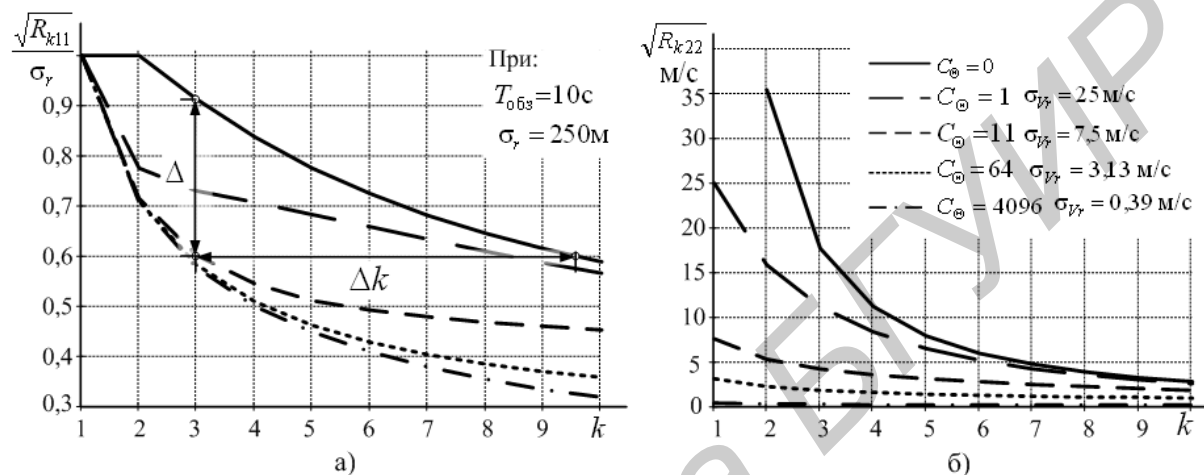 √R_k11
σ_r
0,9
0,8
0,7
0,6
0,5
0,4
0,3
1 2 3 4 5 6 7 8 9 k
При:
T_обз=10с
σ_r = 250м
Δ
Δk
а)
√R_k22
м/с
35
30
25
20
15
10
5
0
1 2 3 4 5 6 7 8 9 k
C_Θ = 0
C_Θ = 1 σ_Vr = 25 м/с
C_Θ = 11 σ_Vr = 7,5 м/с
C_Θ = 64 σ_Vr = 3,13 м/с
C_Θ = 4096 σ_Vr = 0,39 м/с
б)
а БГУИР